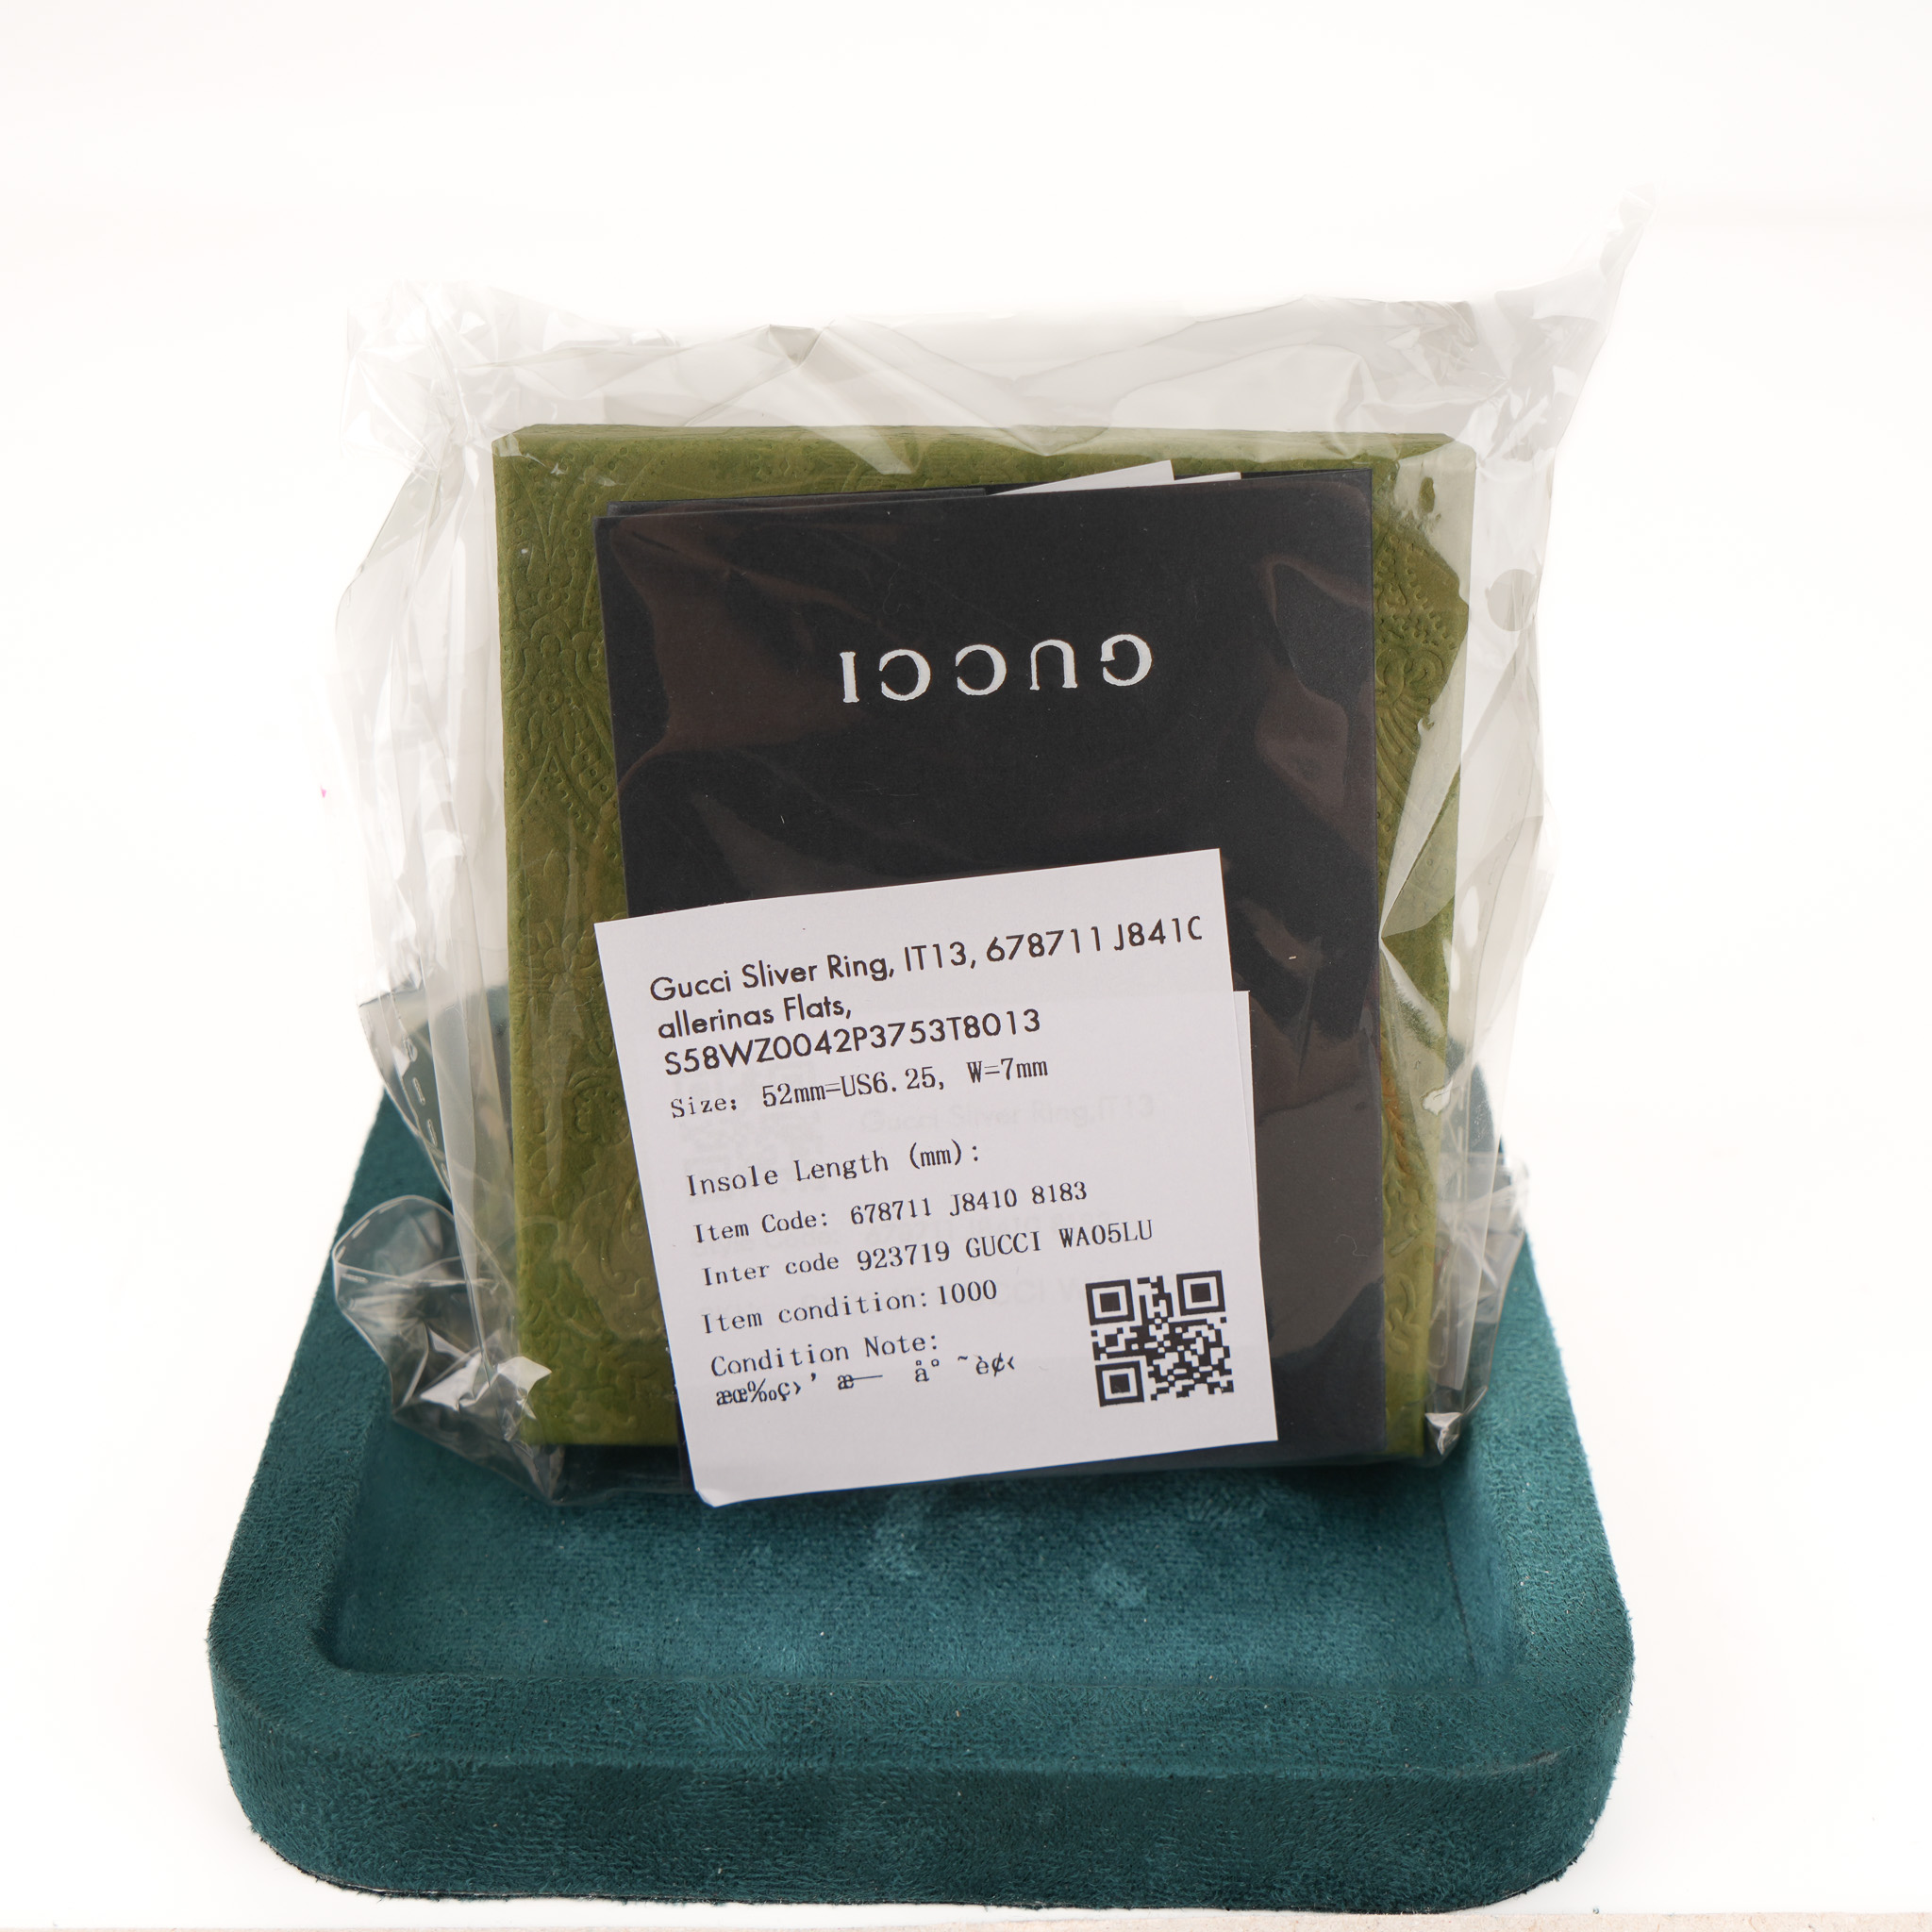 GUCCI
Gucci Sliver Ring, IT13, 678711 J841C
allerinas Flats,
S58WZ0042P3753T8013
Size: 52mm=US6.25, W=7mm
Insole Length (mm):
Item Code: 678711 J8410 8183
Inter code 923719 GUCCI WA05LU
Item condition:1000
Condition Note:
æœ‰ç›’ æ— å° ˜è¢‹